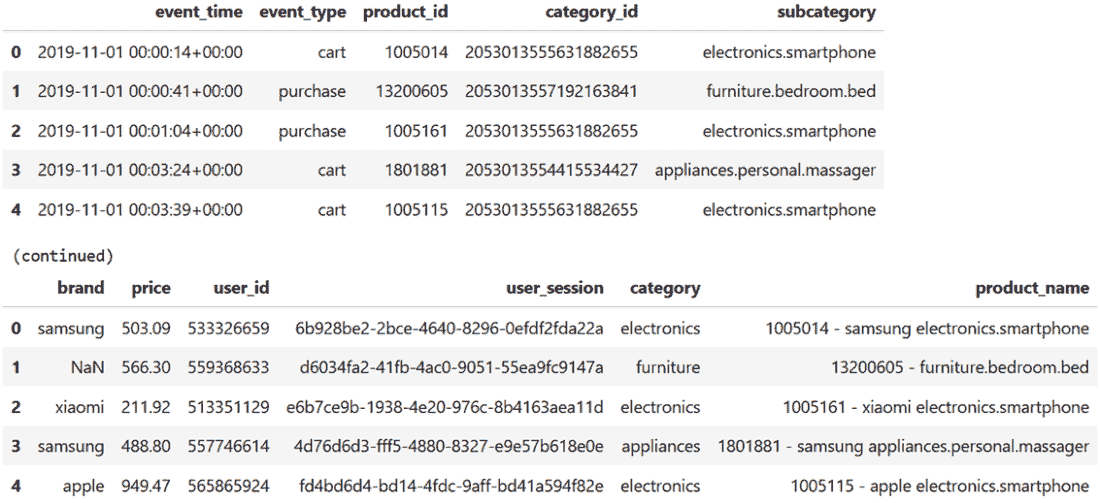 event_time event_type product_id category_id subcategory
0 2019-11-01 00:00:14+00:00 cart 1005014 2053013555631882655 electronics.smartphone
1 2019-11-01 00:00:41+00:00 purchase 13200605 2053013557192163841 furniture.bedroom.bed
2 2019-11-01 00:01:04+00:00 purchase 1005161 2053013555631882655 electronics.smartphone
3 2019-11-01 00:03:24+00:00 cart 1801881 2053013554415534427 appliances.personal.massager
4 2019-11-01 00:03:39+00:00 cart 1005115 2053013555631882655 electronics.smartphone
(continued)
brand price user_id user_session category product_name
0 samsung 503.09 533326659 6b928be2-2bce-4640-8296-0efdf2fda22a electronics 1005014 - samsung electronics.smartphone
1 NaN 566.30 559368633 d6034fa2-41fb-4ac0-9051-55ea9fc9147a furniture 13200605 - furniture.bedroom.bed
2 xiaomi 211.92 513351129 e6b7ce9b-1938-4e20-976c-8b4163aea11d electronics 1005161 - xiaomi electronics.smartphone
3 samsung 488.80 557746614 4d76d6d3-fff5-4880-8327-e9e57b618e0e appliances 1801881 - samsung appliances.personal.massager
4 apple 949.47 565865924 fd4bd6d4-bd14-4fdc-9aff-bd41a594f82e electronics 1005115 - apple electronics.smartphone